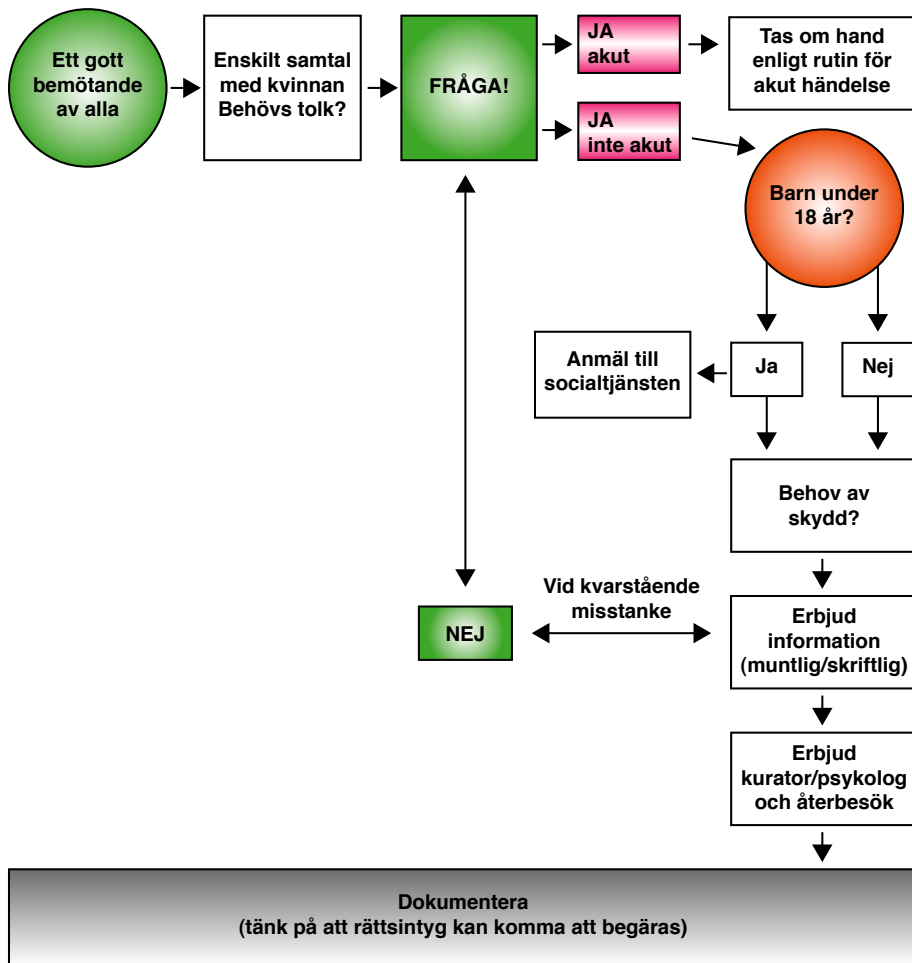 Ett gott
bemötande
av alla
Enskilt samtal
med kvinnan
Behövs tolk?
FRÅGA!
JA
akut
Tas om hand
enligt rutin för
akut händelse
JA
inte akut
Barn under
18 år?
Anmäl till
socialtjänsten
Ja
Nej
Behov av
skydd?
NEJ
Vid kvarstående
misstanke
Erbjud
information
(muntlig/skriftlig)
Erbjud
kurator/psykolog
och återbesök
Dokumentera
(tänk på att rättsintyg kan komma att begäras)